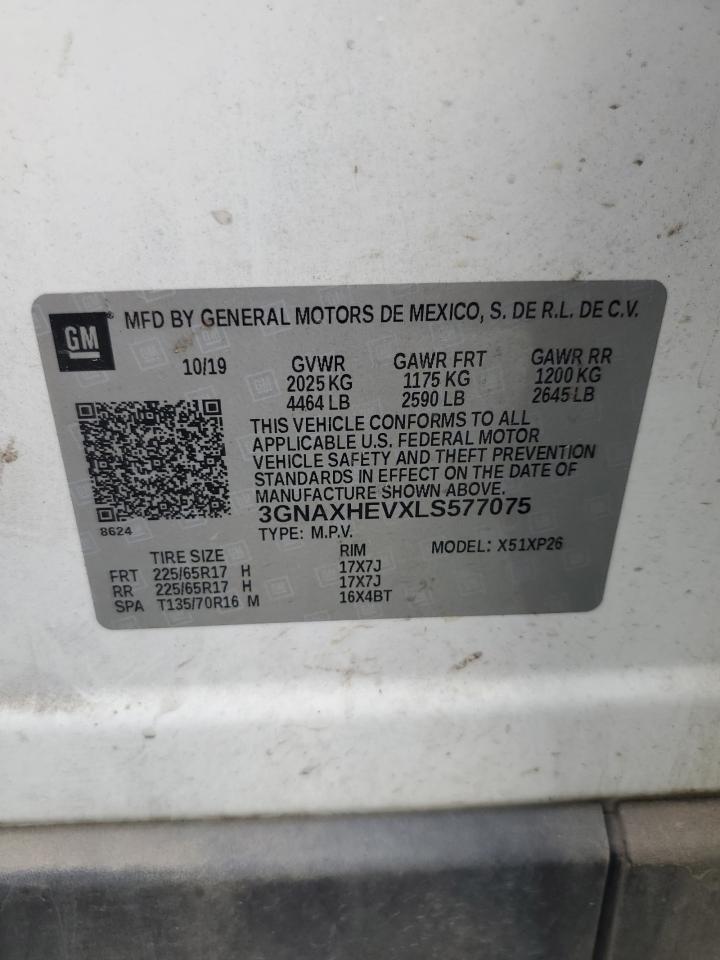 GM
MFD BY GENERAL MOTORS DE MEXICO, S. DE R.L. DE C.V.
10/19 GVWR GAWR FRT GAWR RR
2025 KG 1175 KG 1200 KG
4464 LB 2590 LB 2645 LB
THIS VEHICLE CONFORMS TO ALL
APPLICABLE U.S. FEDERAL MOTOR
VEHICLE SAFETY AND THEFT PREVENTION
STANDARDS IN EFFECT ON THE DATE OF
MANUFACTURE SHOWN ABOVE.
8624
3GNAXHEVXLS577075
TYPE: M.P.V.
TIRE SIZE RIM MODEL: X51XP26
FRT 225/65R17 H 17X7J
RR 225/65R17 H 17X7J
SPA T135/70R16 M 16X4BT